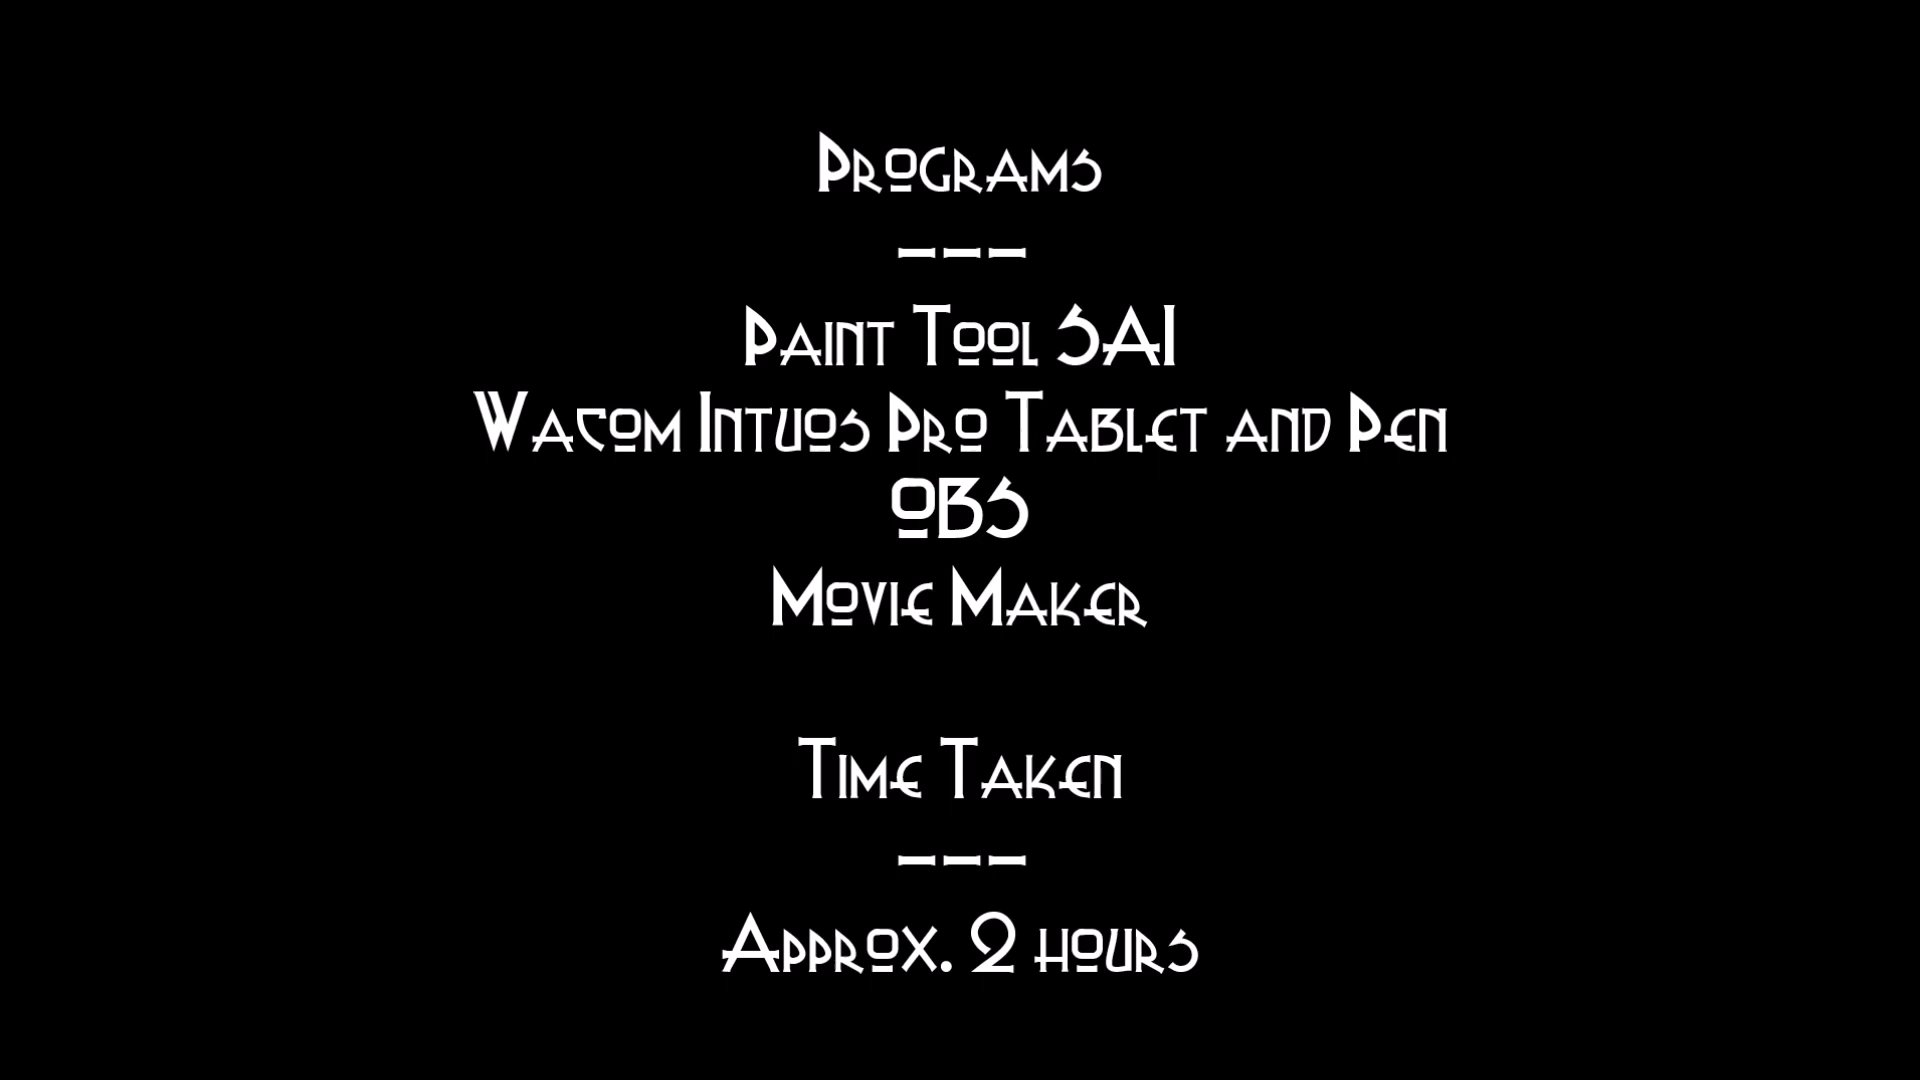 Programs
---
Paint Tool SAI
Wacom Intuos Pro Tablet and Pen
OBS
Movie Maker
Time Taken
---
Approx. 2 hours